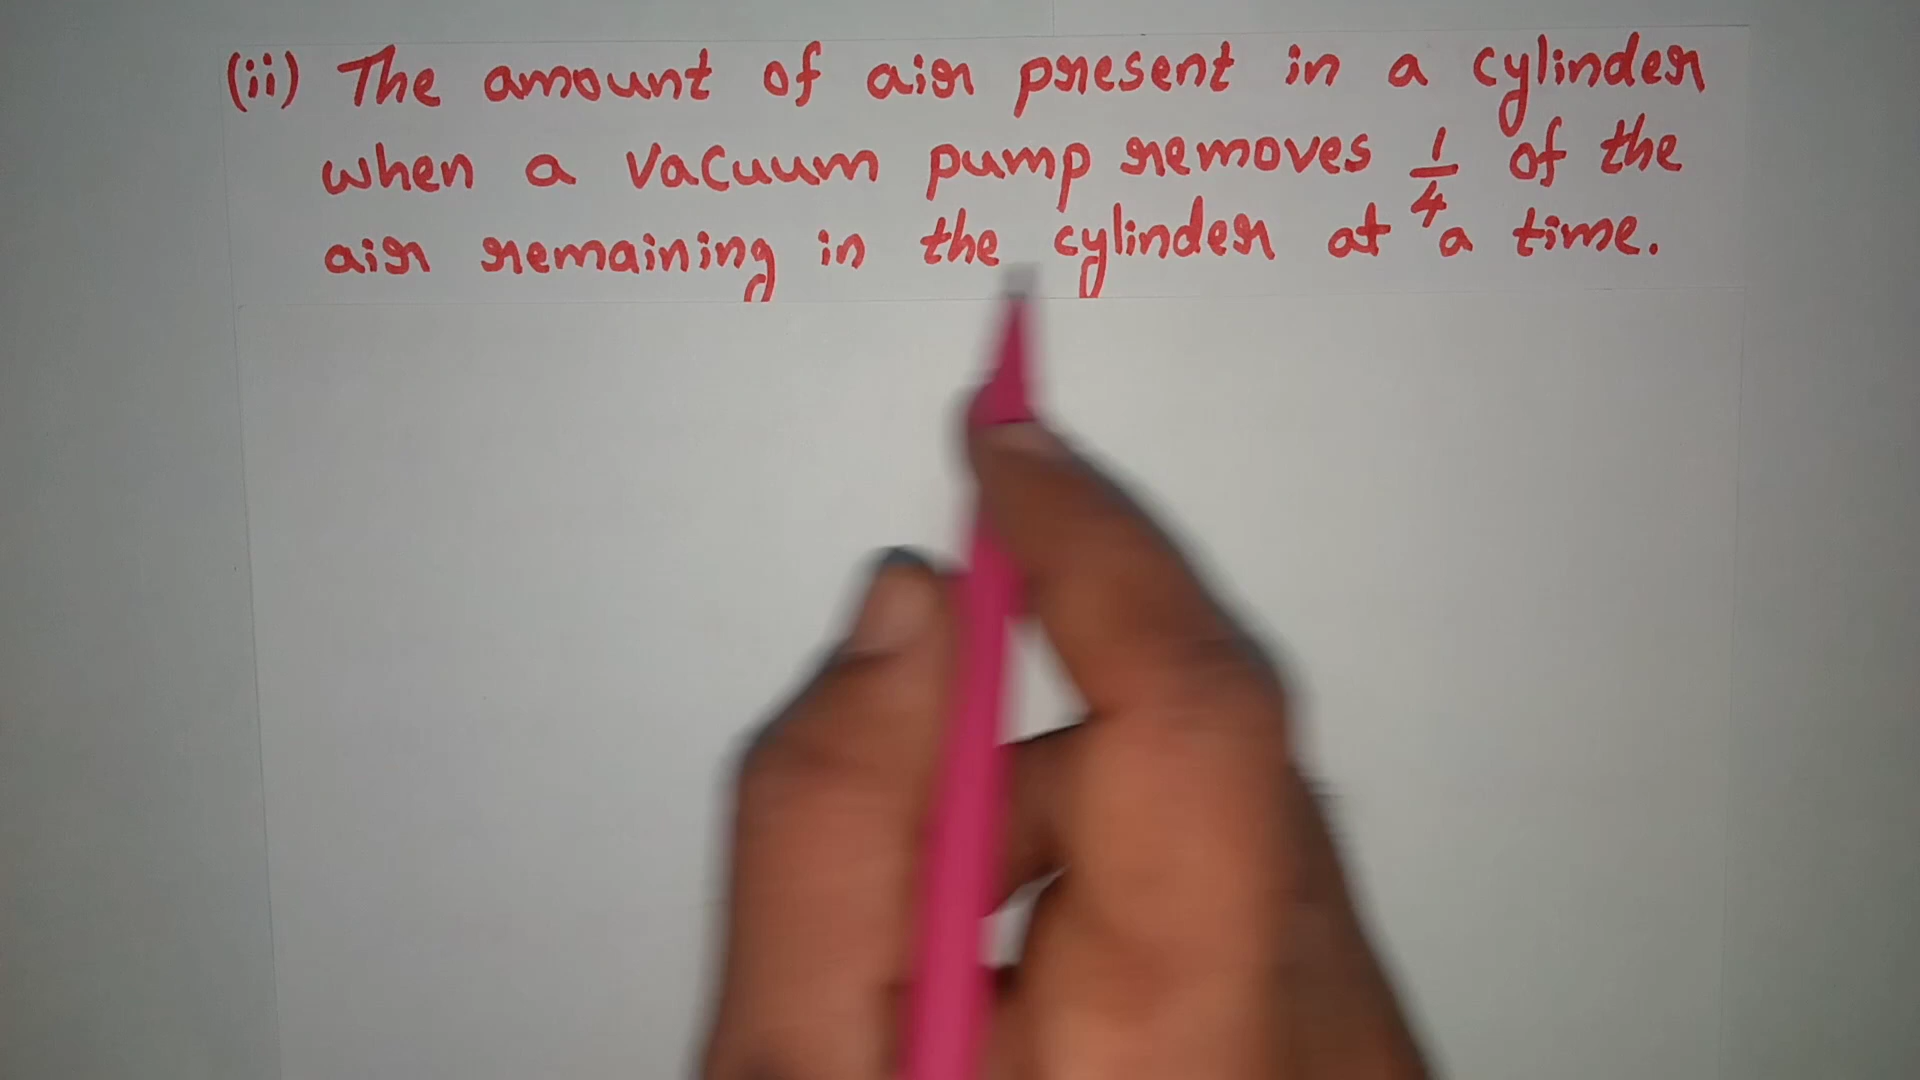 (ii) The amount of air present in a cylinder
when a vacuum pump removes 1/4 of the
air remaining in the cylinder at a time.